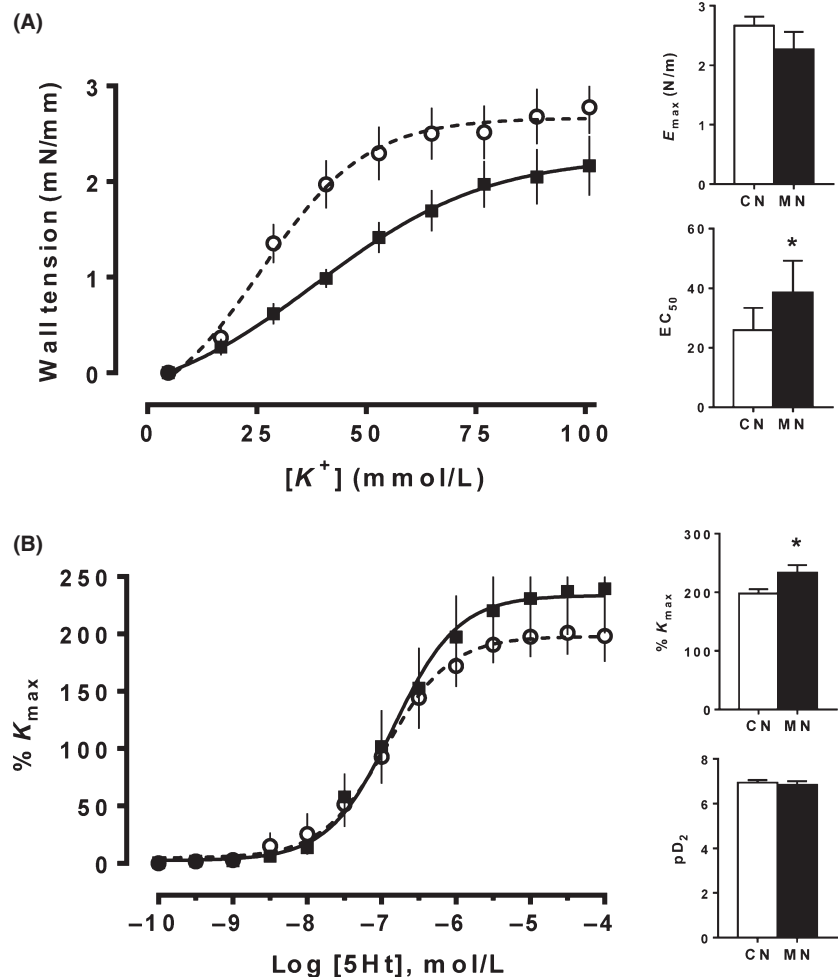 (A)
Wall tension (mN/mm)
3
2
1
0
0 25 50 75 100
[K⁺] (mmol/L)
Emax (N/m)
3
2
1
0
CN MN
EC50
60
40
20
0
*
CN MN
(B)
% Kmax
250
200
150
100
50
0
–10 –9 –8 –7 –6 –5 –4
Log [5Ht], mol/L
% Kmax
300
200
100
0
*
CN MN
pD2
8
6
4
2
0
CN MN